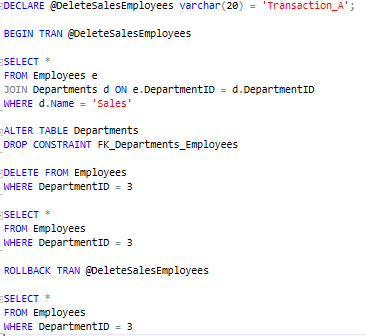 DECLARE @DeleteSalesEmployees varchar(20) = 'Transaction_A';
BEGIN TRAN @DeleteSalesEmployees
SELECT *
FROM Employees e
JOIN Departments d ON e.DepartmentID = d.DepartmentID
WHERE d.Name = 'Sales'
ALTER TABLE Departments
DROP CONSTRAINT FK_Departments_Employees
DELETE FROM Employees
WHERE DepartmentID = 3
SELECT *
FROM Employees
WHERE DepartmentID = 3
ROLLBACK TRAN @DeleteSalesEmployees
SELECT *
FROM Employees
WHERE DepartmentID = 3